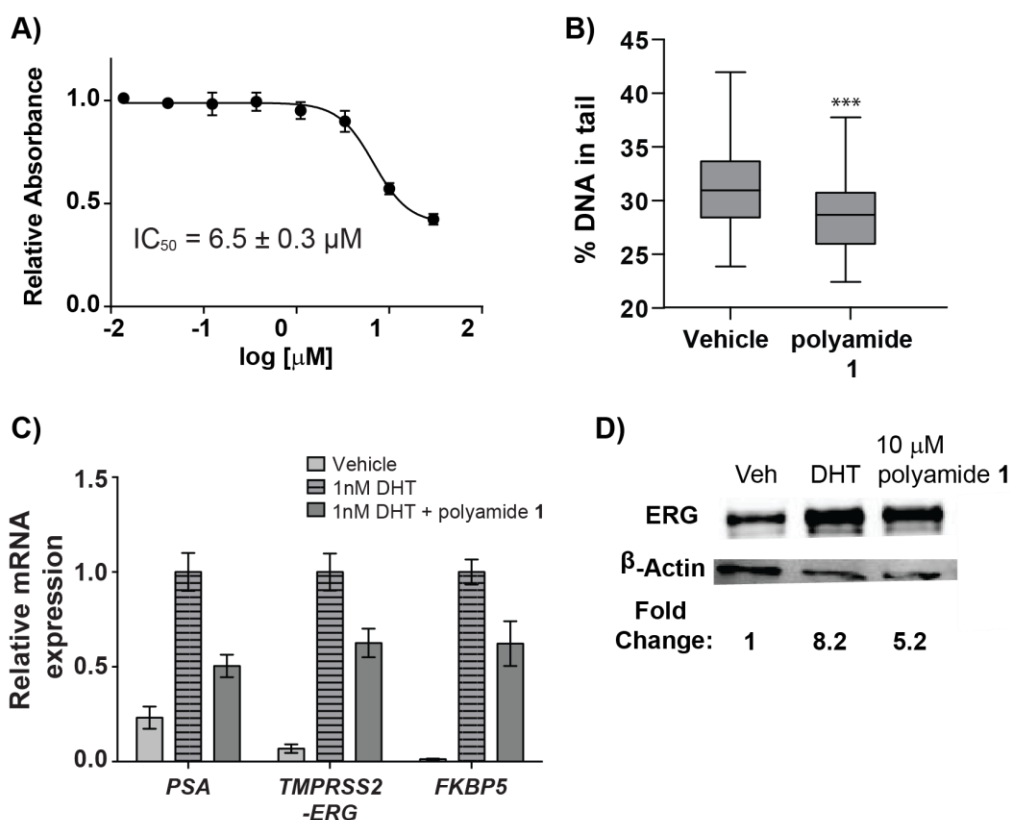 A)
Relative Absorbance
1.0
0.5
0.0
IC50 = 6.5 ± 0.3 µM
-2 -1 0 1 2
log [µM]
B)
% DNA in tail
45
40
35
30
25
20
***
Vehicle polyamide
1
C)
Relative mRNA
expression
1.5
1.0
0.5
0.0
Vehicle
1nM DHT
1nM DHT + polyamide 1
PSA TMPRSS2 FKBP5
-ERG
D)
10 µM
Veh DHT polyamide 1
ERG
β-Actin
Fold
Change: 1 8.2 5.2